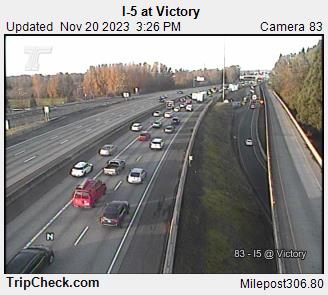 I-5 at Victory
Updated Nov 20 2023 3:26 PM Camera 83
T
N
83 - I5 @ Victory
TripCheck.com Milepost306.80